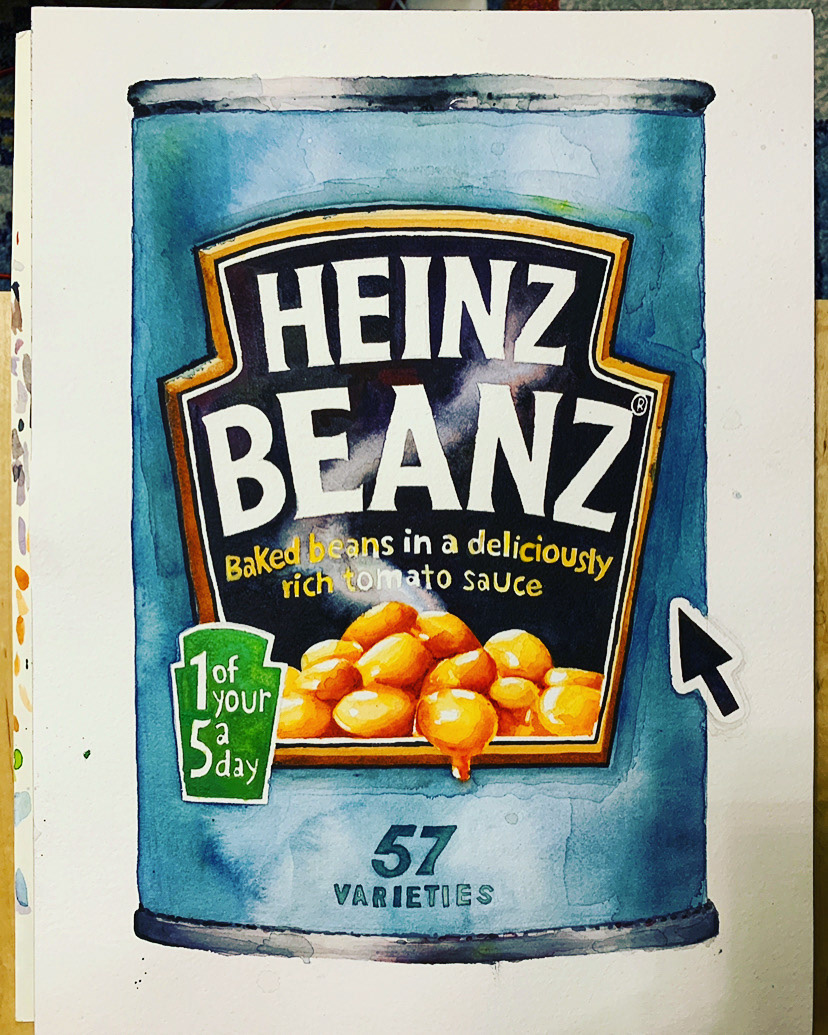 HEINZ
BEANZ®
Baked beans in a deliciously
rich tomato sauce
1 of
your
5 a
day
57
VARIETIES